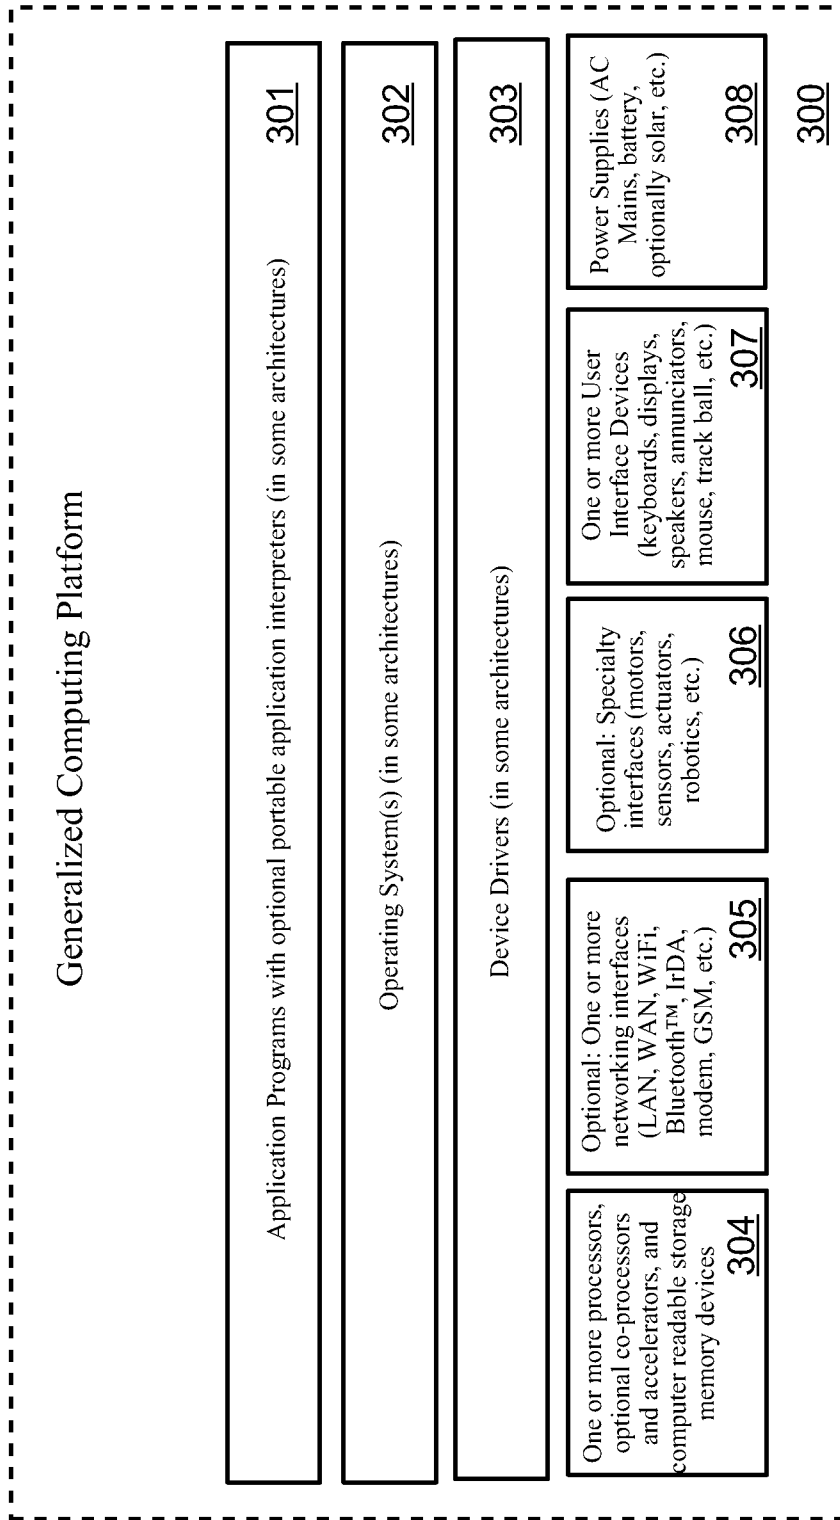 Generalized Computing Platform
Application Programs with optional portable application interpreters (in some architectures)
301
Operating System(s) (in some architectures)
302
Device Drivers (in some architectures)
303
One or more processors,
optional co-processors
and accelerators, and
computer readable storage
memory devices
304
Optional: One or more
networking interfaces
(LAN, WAN, WiFi,
Bluetooth™, IrDA,
modem, GSM, etc.)
305
Optional: Specialty
interfaces (motors,
sensors, actuators,
robotics, etc.)
306
One or more User
Interface Devices
(keyboards, displays,
speakers, annunciators,
mouse, track ball, etc.)
307
Power Supplies (AC
Mains, battery,
optionally solar, etc.)
308
300